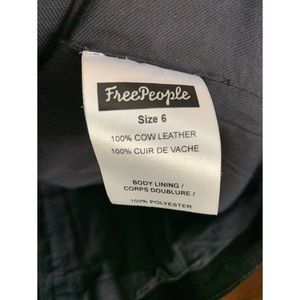 FreePeople
Size 6
100% COW LEATHER
100% CUIR DE VACHE
BODY LINING /
CORPS DOUBLURE /
100% POLYESTER